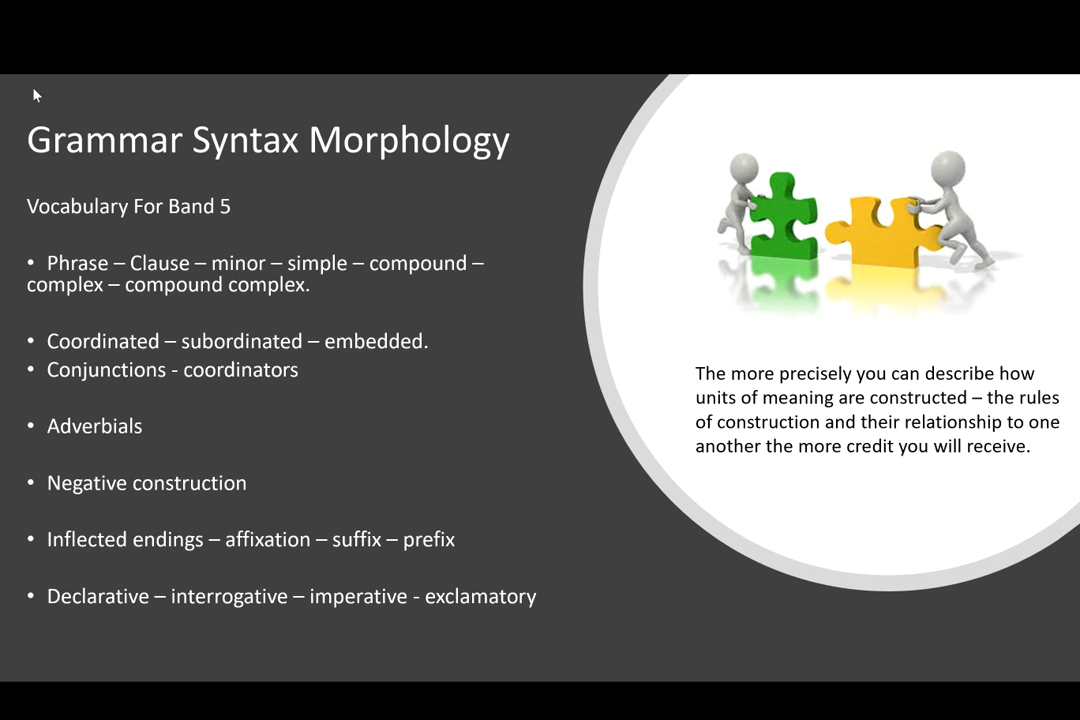 Grammar Syntax Morphology
Vocabulary For Band 5
• Phrase – Clause – minor – simple – compound –
complex – compound complex.
• Coordinated – subordinated – embedded.
• Conjunctions - coordinators
• Adverbials
• Negative construction
• Inflected endings – affixation – suffix – prefix
• Declarative – interrogative – imperative - exclamatory
The more precisely you can describe how
units of meaning are constructed – the rules
of construction and their relationship to one
another the more credit you will receive.